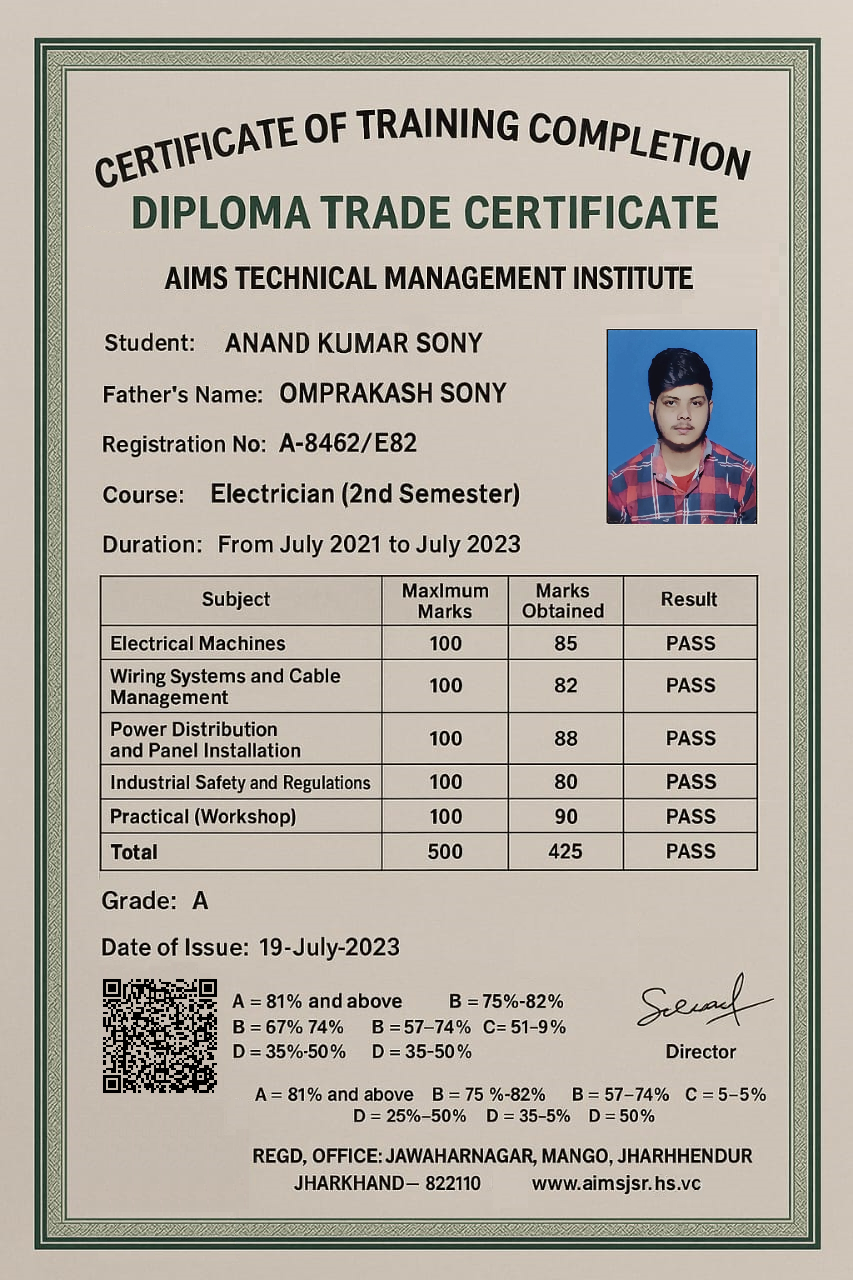 CERTIFICATE OF TRAINING COMPLETION
DIPLOMA TRADE CERTIFICATE
AIMS TECHNICAL MANAGEMENT INSTITUTE
Student: ANAND KUMAR SONY
Father's Name: OMPRAKASH SONY
Registration No: A-8462/E82
Course: Electrician (2nd Semester)
Duration: From July 2021 to July 2023
Subject MaxImum Marks Marks Obtained Result
Electrical Machines 100 85 PASS
Wiring Systems and Cable Management 100 82 PASS
Power Distribution and Panel Installation 100 88 PASS
Industrial Safety and Regulations 100 80 PASS
Practical (Workshop) 100 90 PASS
Total 500 425 PASS
Grade: A
Date of Issue: 19-July-2023
A = 81% and above B = 75%-82%
B = 67% 74% B = 57–74% C= 51–9%
D = 35%-50% D = 35-50%
Director
A = 81% and above B = 75 %-82% B = 57–74% C = 5–5%
D = 25%–50% D = 35–5% D = 50%
REGD, OFFICE: JAWAHARNAGAR, MANGO, JHARHHENDUR
JHARKHAND— 822110 www.aimsjsr.hs.vc